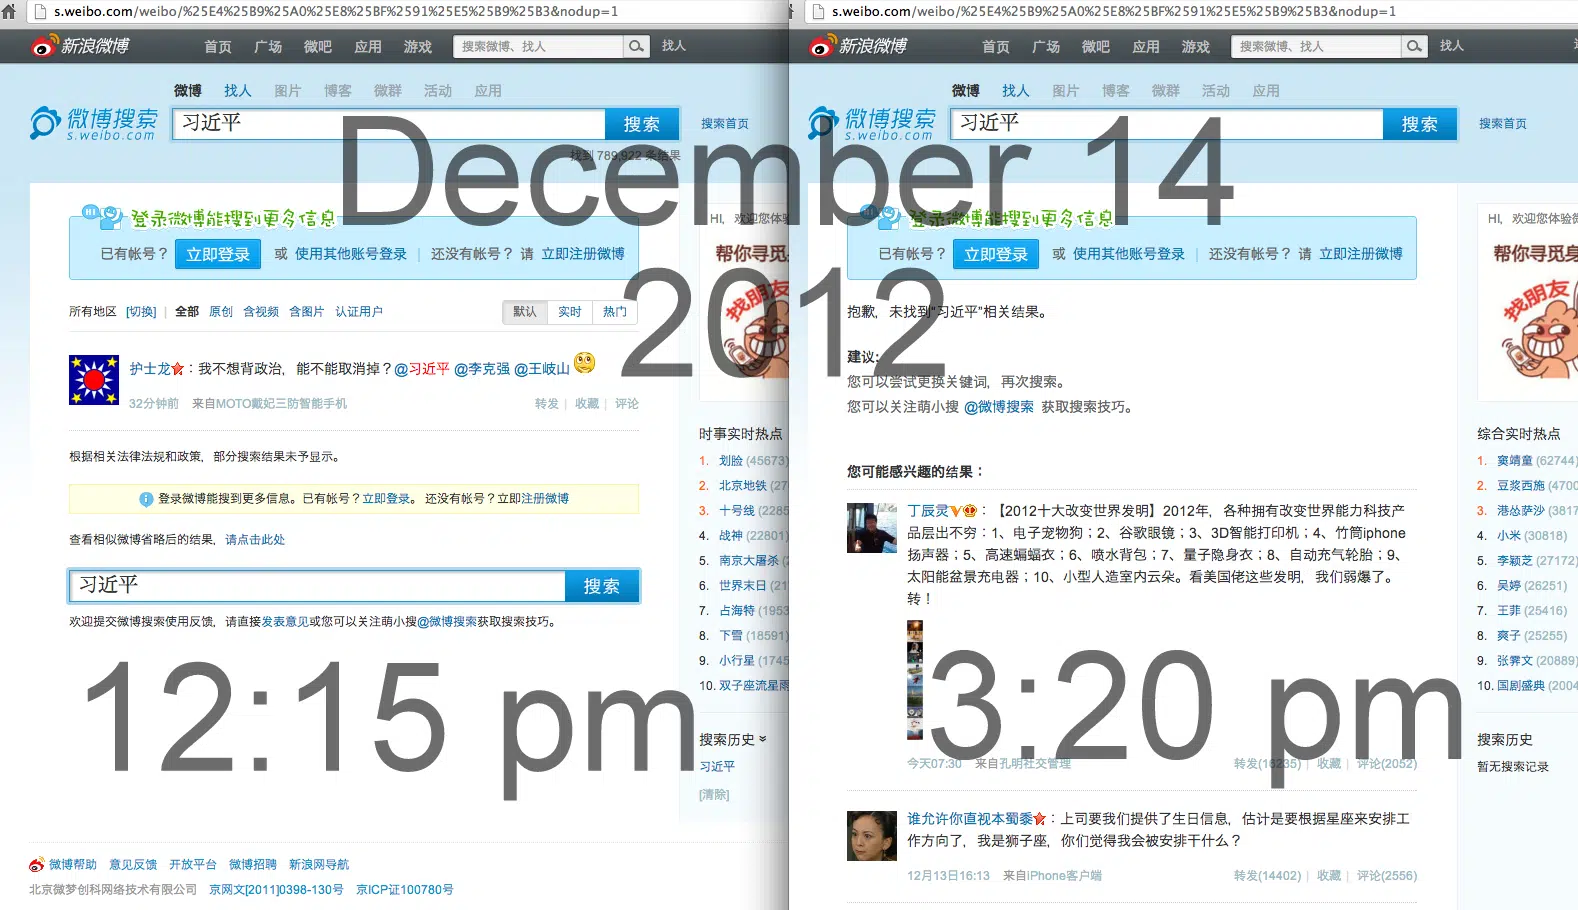 s.weibo.com/weibo/%25E4%25B9%25A0%25E8%25BF%2591%25E5%25B9%25B3&nodup=1
新浪微博 首页 广场 微吧 应用 游戏 搜索微博、找人 找人
微博 找人 图片 博客 微群 活动 应用
微博搜索 习近平 搜索 搜索首页
s.weibo.com
找到 789,922 条结果
登录微博能搜到更多信息
已有帐号？ 立即登录 或 使用其他账号登录 | 还没有帐号？ 请 立即注册微博
HI, 欢迎您体验
帮你寻觅
找朋友
所有地区 [切换] | 全部 原创 含视频 含图片 认证用户 默认 实时 热门
护士龙：我不想背政治，能不能取消掉？@习近平 @李克强 @王岐山
32分钟前 来自MOTO戴妃三防智能手机 转发 | 收藏 | 评论
根据相关法律法规和政策，部分搜索结果未予显示。
登录微博能搜到更多信息。已有帐号？立即登录。 还没有帐号？立即注册微博
查看相似微博省略后的结果，请点击此处
习近平 搜索
欢迎提交微博搜索使用反馈，请直接发表意见或您可以关注萌小搜@微博搜索获取搜索技巧。
时事实时热点
1. 划脸 (45673)
2. 北京地铁 (27
3. 十号线 (2285
4. 战神 (22801)
5. 南京大屠杀 (
6. 世界末日 (21
7. 占海特 (1953
8. 下雪 (18591)
9. 小行星 (1745
10. 双子座流星雨
搜索历史
习近平
[清除]
微博帮助 意见反馈 开放平台 微博招聘 新浪网导航
北京微梦创科网络技术有限公司 京网文[2011]0398-130号 京ICP证100780号
December 14
2012
12:15 pm
s.weibo.com/weibo/%25E4%25B9%25A0%25E8%25BF%2591%25E5%25B9%25B3&nodup=1
新浪微博 首页 广场 微吧 应用 游戏 搜索微博、找人 找人
微博 找人 图片 博客 微群 活动 应用
微博搜索 习近平 搜索 搜索首页
s.weibo.com
登录微博能搜到更多信息
已有帐号？ 立即登录 或 使用其他账号登录 | 还没有帐号？ 请 立即注册微博
HI, 欢迎您体验微
帮你寻觅身
找朋友
抱歉，未找到“习近平”相关结果。
建议：
您可以尝试更换关键词，再次搜索。
您可以关注萌小搜 @微博搜索 获取搜索技巧。
您可能感兴趣的结果：
丁辰灵：【2012十大改变世界发明】2012年，各种拥有改变世界能力科技产
品层出不穷：1、电子宠物狗；2、谷歌眼镜；3、3D智能打印机；4、竹筒iphone
扬声器；5、高速蝙蝠衣；6、喷水背包；7、量子隐身衣；8、自动充气轮胎；9、
太阳能盆景充电器；10、小型人造室内云朵。看美国佬这些发明，我们弱爆了。
转！
3:20 pm
今天07:30 来自孔明社交管理 转发(16235) | 收藏 | 评论(2052)
谁允许你直视本蜀黍：上司要我们提供了生日信息，估计是要根据星座来安排工
作方向了，我是狮子座，你们觉得我会被安排干什么？
12月13日16:13 来自iPhone客户端 转发(14402) | 收藏 | 评论(2556)
综合实时热点
1. 窦靖童 (62744)
2. 豆浆西施 (4700
3. 港怂萨沙 (3817
4. 小米 (30818)
5. 李颖芝 (27172)
6. 吴婷 (26251)
7. 王菲 (25416)
8. 爽子 (25255)
9. 张霁文 (20889)
10. 国剧盛典 (2004
搜索历史
暂无搜索记录